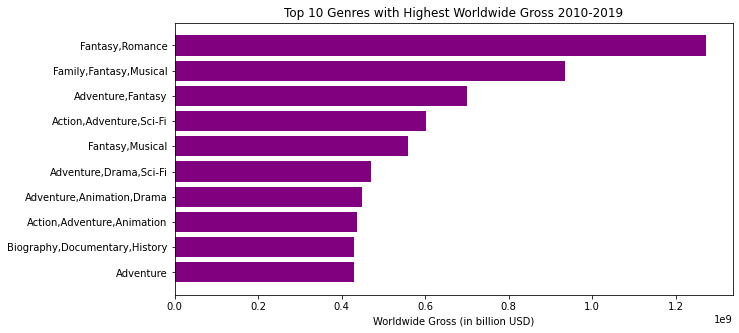 Top 10 Genres with Highest Worldwide Gross 2010-2019
Fantasy,Romance
Family,Fantasy,Musical
Adventure,Fantasy
Action,Adventure,Sci-Fi
Fantasy,Musical
Adventure,Drama,Sci-Fi
Adventure,Animation,Drama
Action,Adventure,Animation
Biography,Documentary,History
Adventure
0.0 0.2 0.4 0.6 0.8 1.0 1.2
1e9
Worldwide Gross (in billion USD)